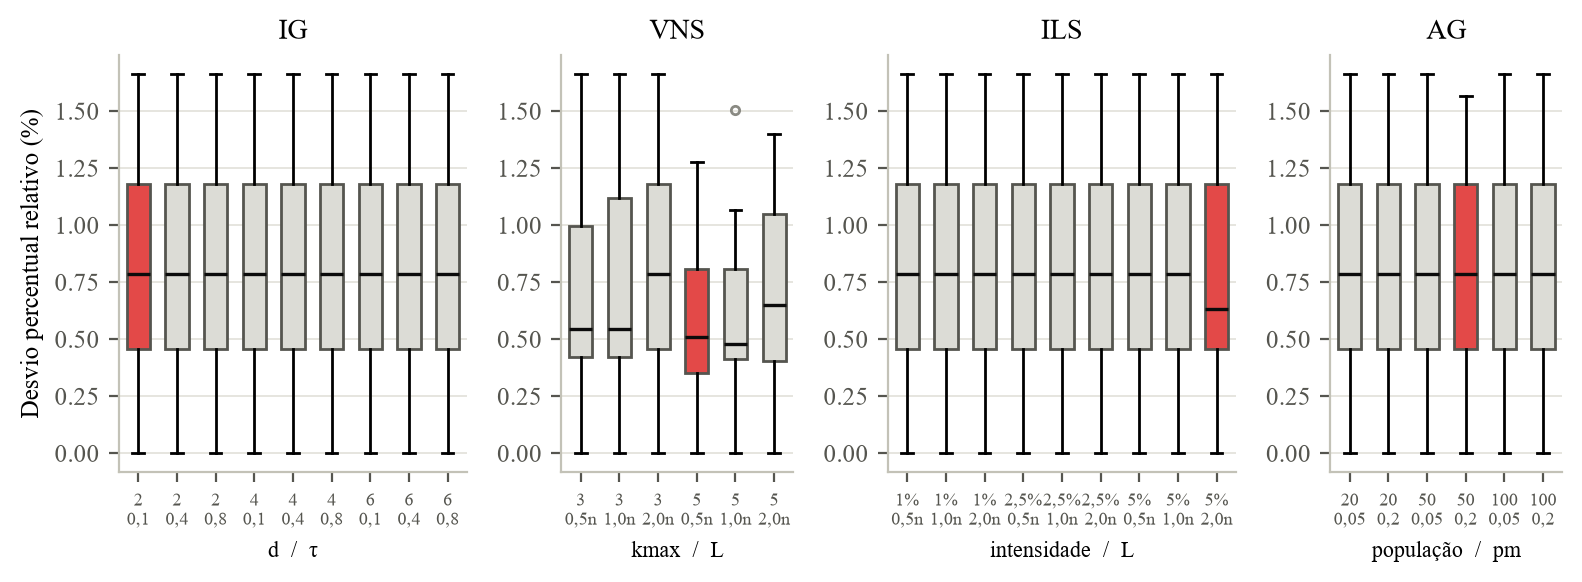 IG
VNS
ILS
AG
Desvio percentual relativo (%)
1.50
1.25
1.00
0.75
0.50
0.25
0.00
1.50
1.25
1.00
0.75
0.50
0.25
0.00
1.50
1.25
1.00
0.75
0.50
0.25
0.00
1.50
1.25
1.00
0.75
0.50
0.25
0.00
2 2 2 4 4 4 6 6 6
0,1 0,4 0,8 0,1 0,4 0,8 0,1 0,4 0,8
d / τ
3 3 3 5 5 5
0,5n 1,0n 2,0n 0,5n 1,0n 2,0n
kmax / L
1% 1% 1% 2,5% 2,5% 2,5% 5% 5% 5%
0,5n 1,0n 2,0n 0,5n 1,0n 2,0n 0,5n 1,0n 2,0n
intensidade / L
20 20 50 50 100 100
0,05 0,2 0,05 0,2 0,05 0,2
população / pm